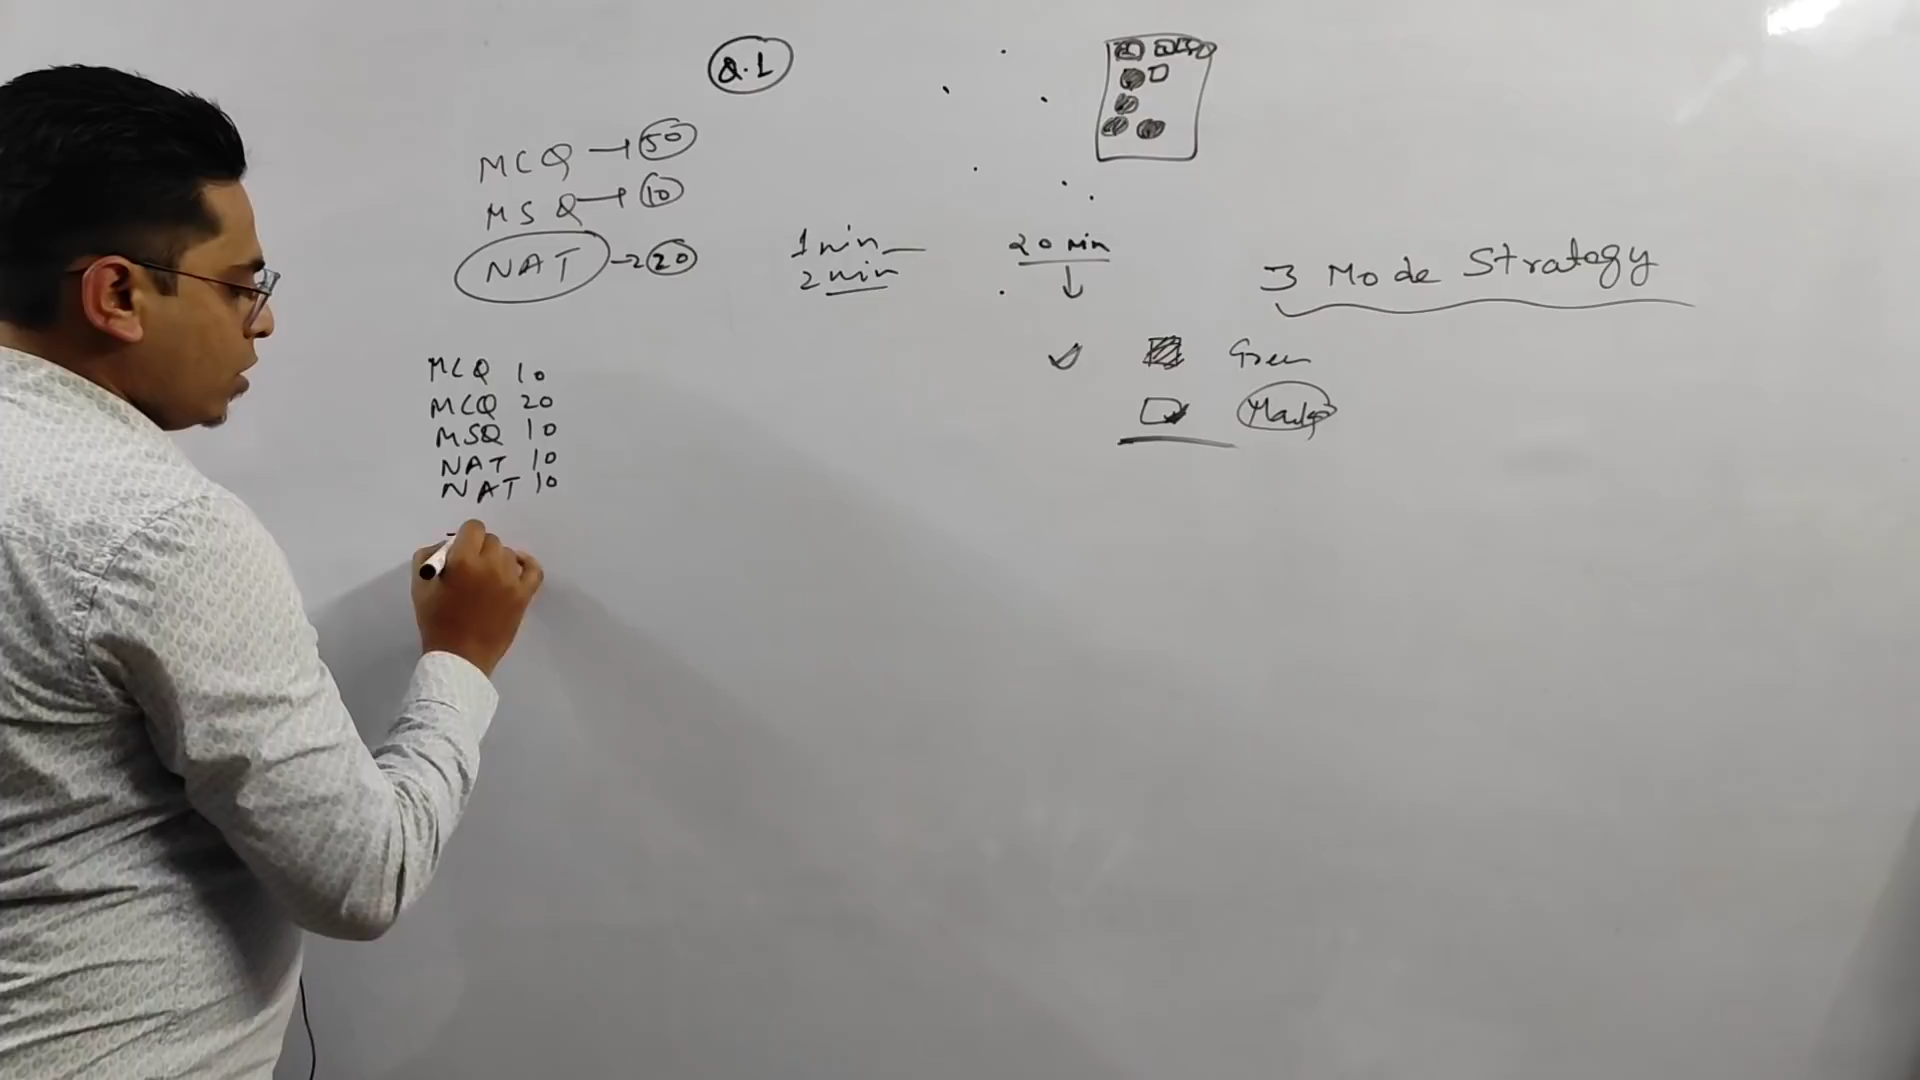 Q.1
MCQ → 50
MSQ → 10
NAT → 20
1 min
2 min
20 min
3 Mode Strategy
Green
MCQ 10
MCQ 20
MSQ 10
NAT 10
NAT 10